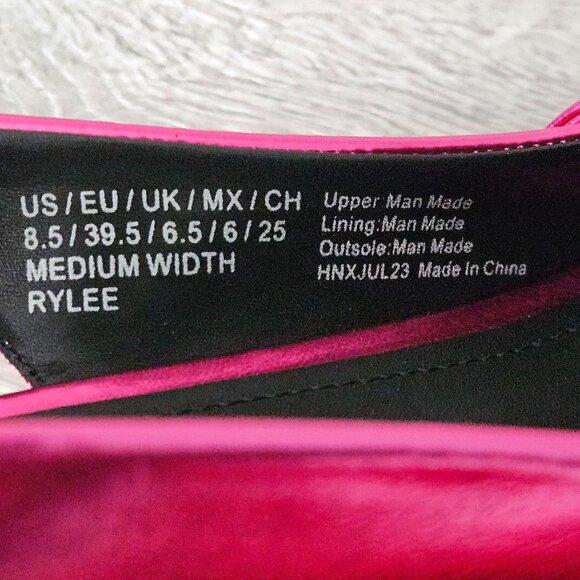 US / EU / UK / MX / CH
8.5 / 39.5 / 6.5 / 6 / 25
MEDIUM WIDTH
RYLEE
Upper:Man Made
Lining:Man Made
Outsole:Man Made
HNXJUL23 Made in China